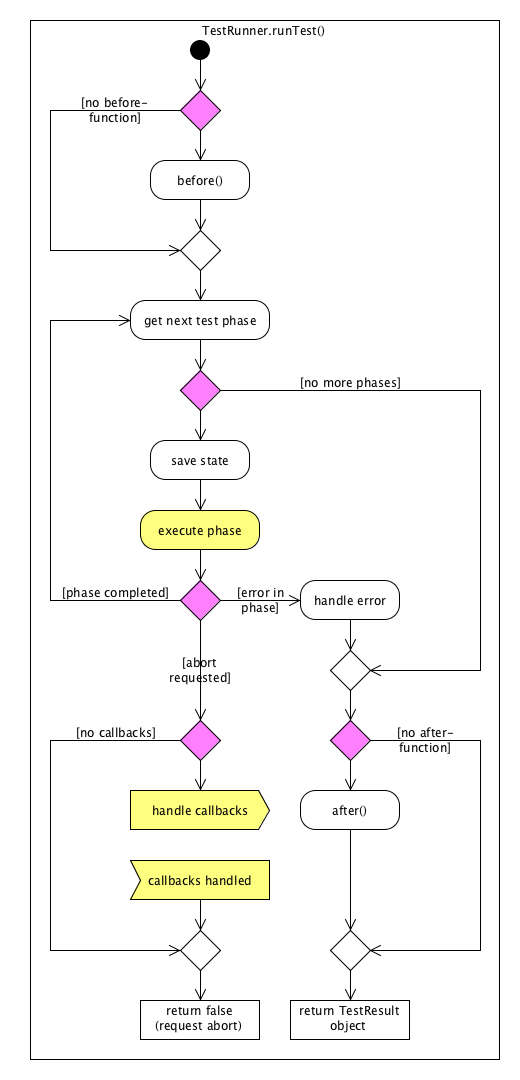 TestRunner.runTest()
[no before-
function]
before()
get next test phase
[no more phases]
save state
execute phase
[phase completed]
[error in
phase]
handle error
[abort
requested]
[no callbacks]
[no after-
function]
handle callbacks
after()
callbacks handled
return false
(request abort)
return TestResult
object